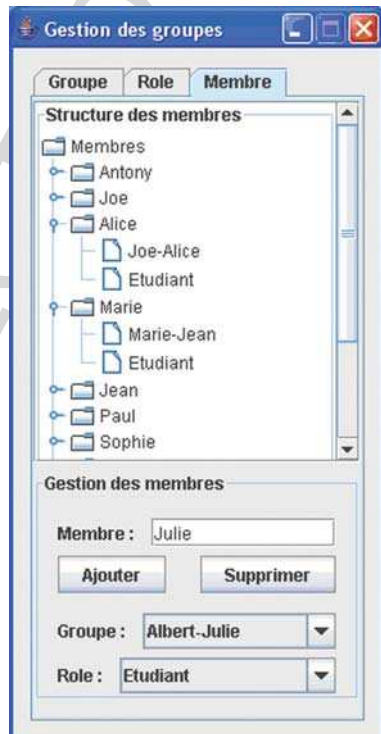 Gestion des groupes
Groupe Role Membre
Structure des membres
Membres
Antony
Joe
Alice
Joe-Alice
Etudiant
Marie
Marie-Jean
Etudiant
Jean
Paul
Sophie
Gestion des membres
Membre : Julie
Ajouter Supprimer
Groupe : Albert-Julie
Role : Etudiant